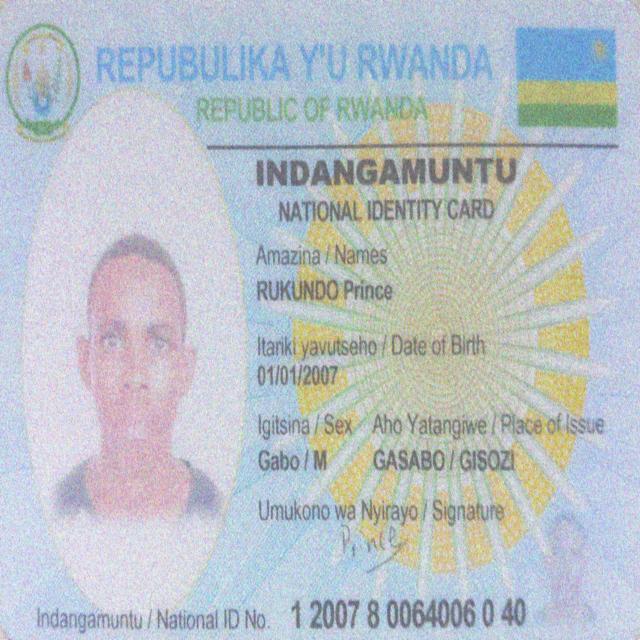 REPUBULIKA Y'U RWANDA
REPUBLIC OF RWANDA
INDANGAMUNTU
NATIONAL IDENTITY CARD
Amazina / Names
RUKUNDO Prince
Itariki yavutseho / Date of Birth
01/01/2007
Igitsina / Sex Aho Yatangiwe / Place of Issue
Gabo / M GASABO / GISOZI
Umukono wa Nyirayo / Signature
Indangamuntu / National ID No. 1 2007 8 0064006 0 40